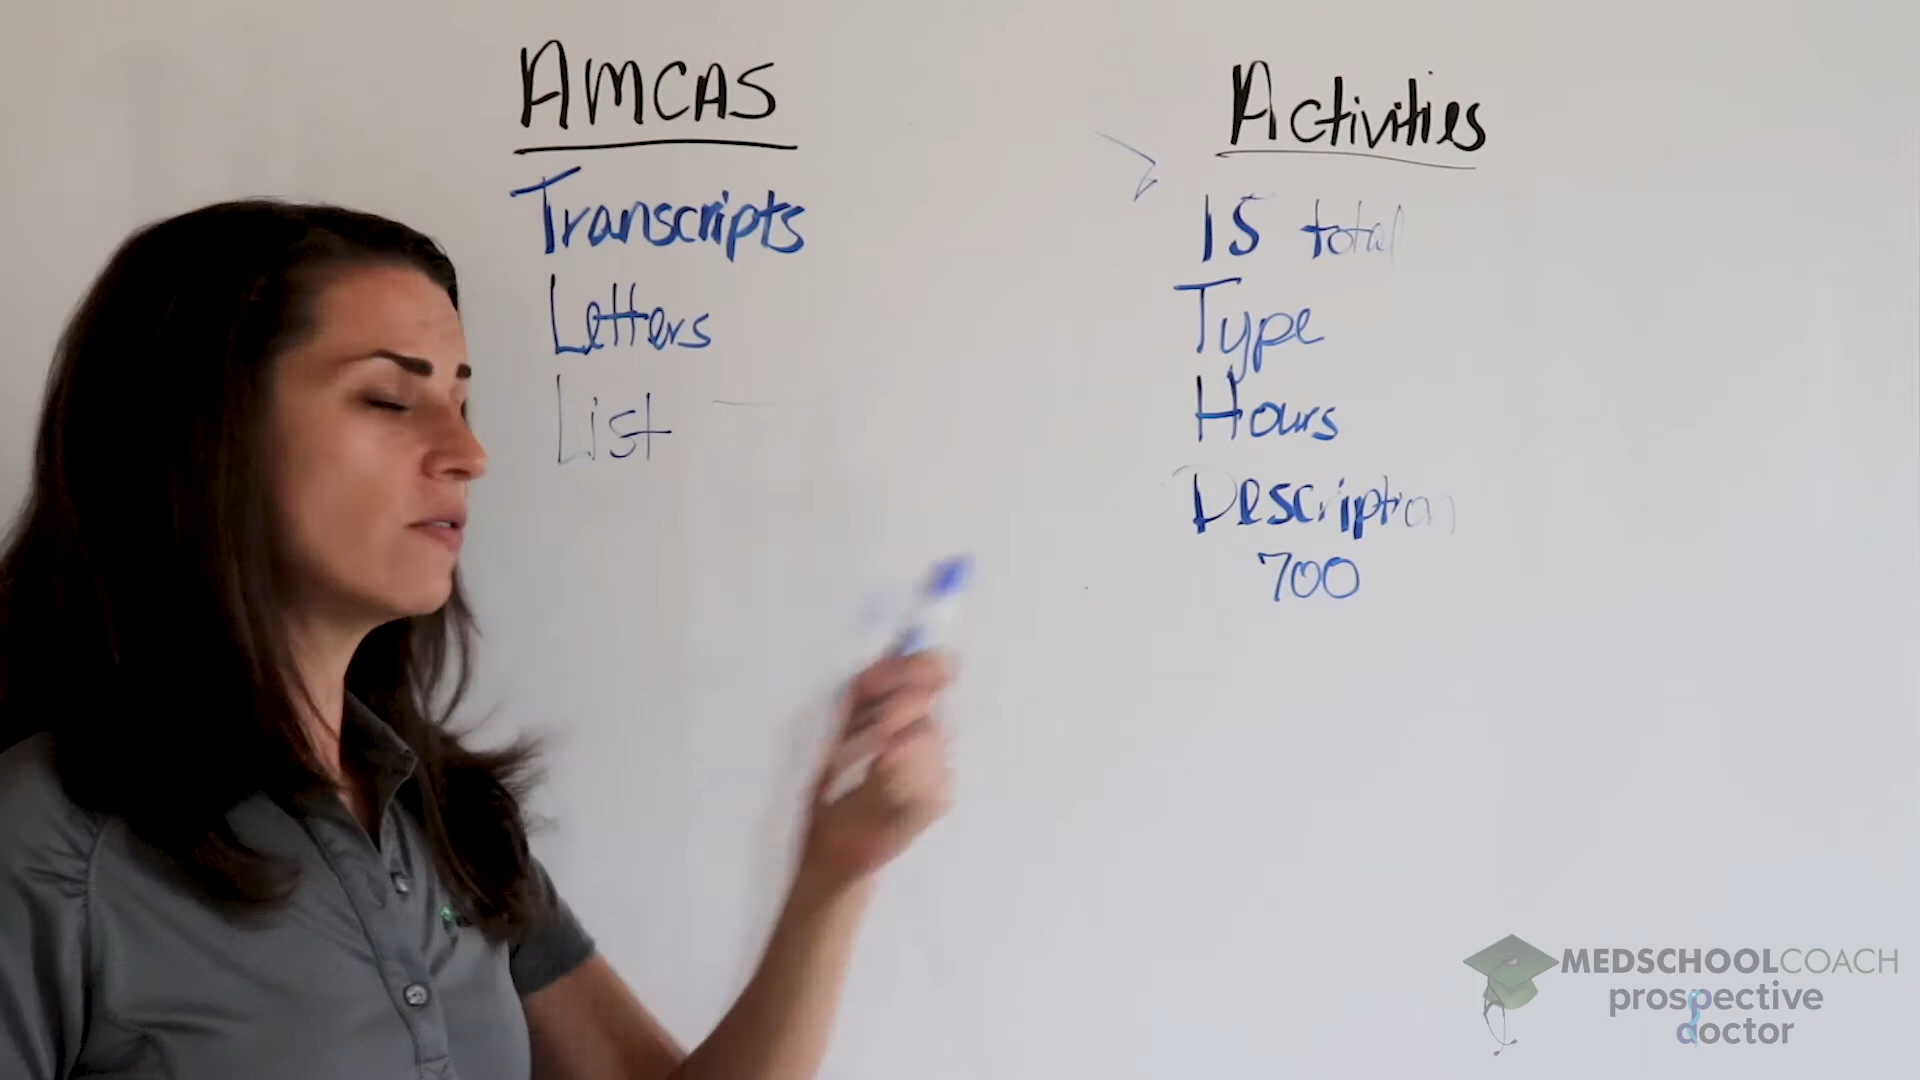 AMCAS
Transcripts
Letters
List
Activities
15 total
Type
Hours
Description
700
MEDSCHOOLCOACH
prospective
doctor